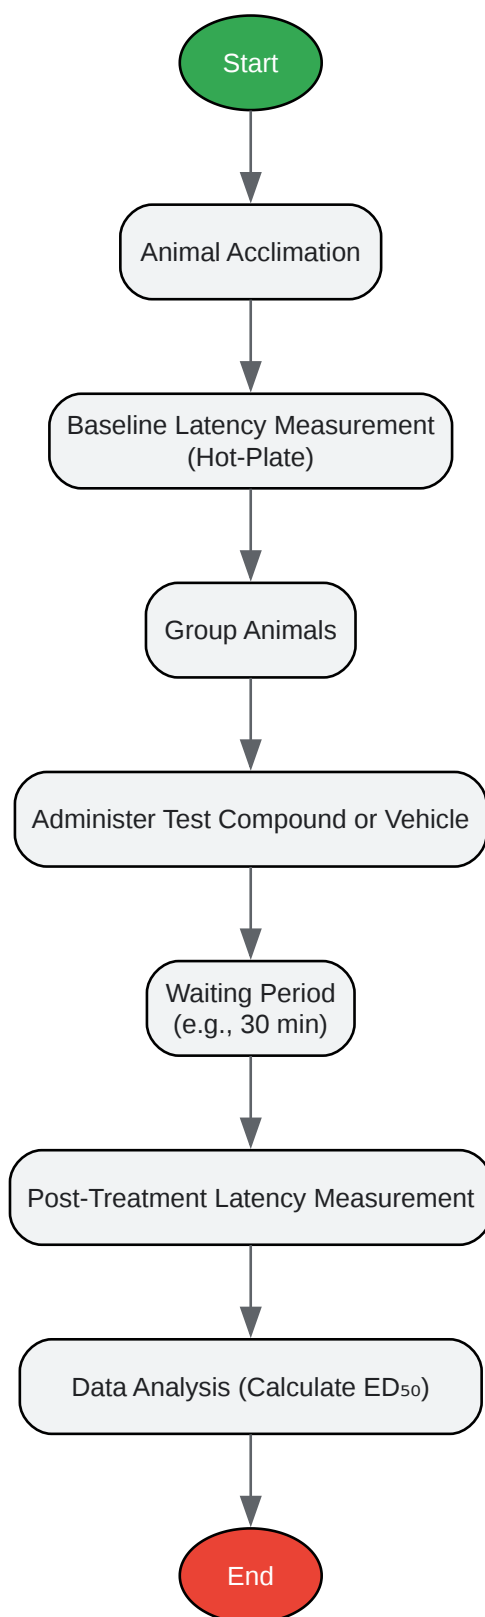 Start
Animal Acclimation
Baseline Latency Measurement
(Hot-Plate)
Group Animals
Administer Test Compound or Vehicle
Waiting Period
(e.g., 30 min)
Post-Treatment Latency Measurement
Data Analysis (Calculate ED₅₀)
End